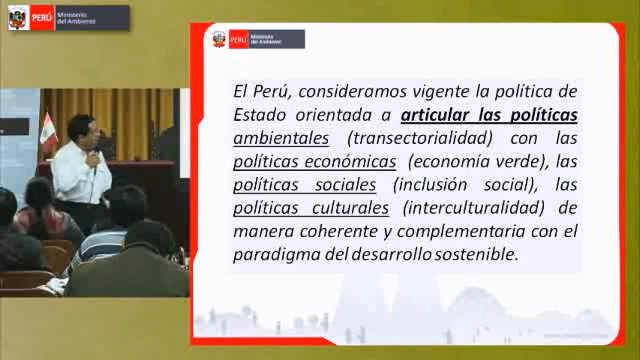 PERÚ
Ministerio
del Ambiente
PERÚ
Ministerio
del Ambiente
El Perú, consideramos vigente la política de
Estado orientada a articular las políticas
ambientales (transectorialidad) con las
políticas económicas (economía verde), las
políticas sociales (inclusión social), las
políticas culturales (interculturalidad) de
manera coherente y complementaria con el
paradigma del desarrollo sostenible.